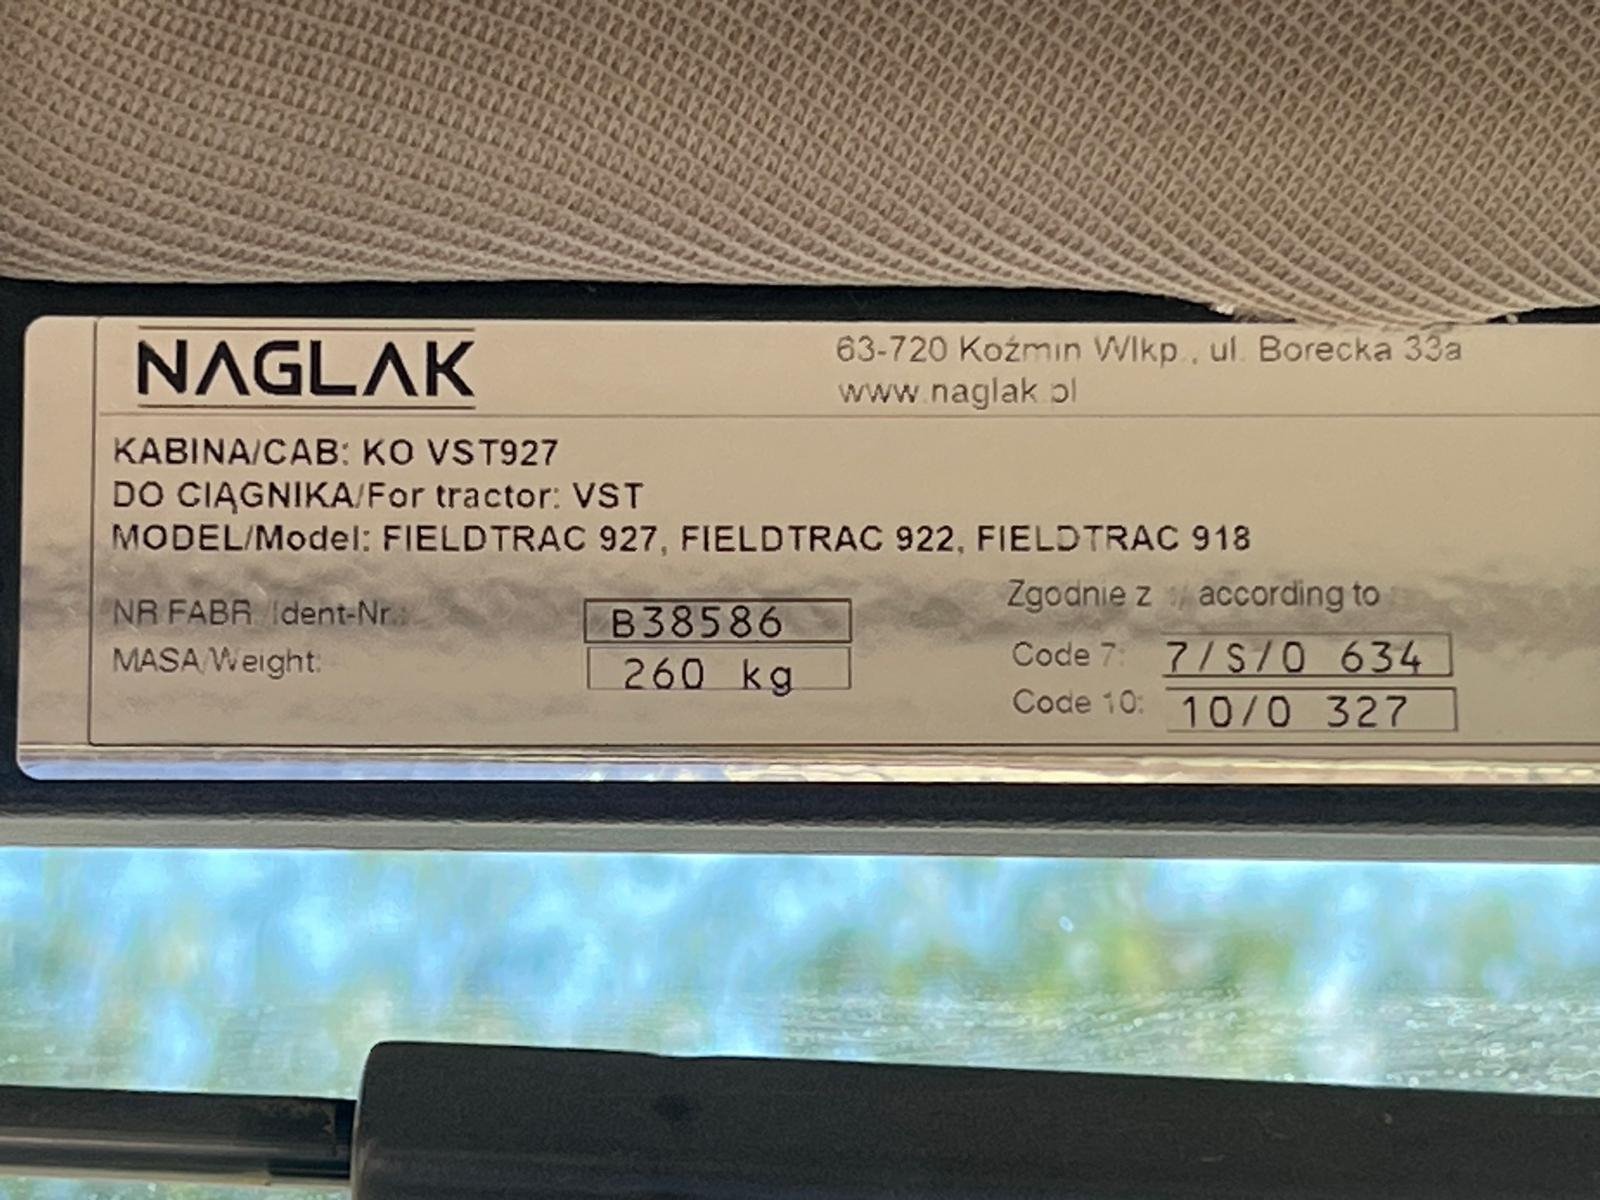 NAGLAK
63-720 Koźmin Wlkp., ul. Borecka 33a
www.naglak.pl
KABINA/CAB: KO VST927
DO CIĄGNIKA/For tractor: VST
MODEL/Model: FIELDTRAC 927, FIELDTRAC 922, FIELDTRAC 918
NR FABR./Ident-Nr.: B38586
MASA/Weight: 260 kg
Zgodnie z // according to
Code 7: 7/S/0 634
Code 10: 10/0 327